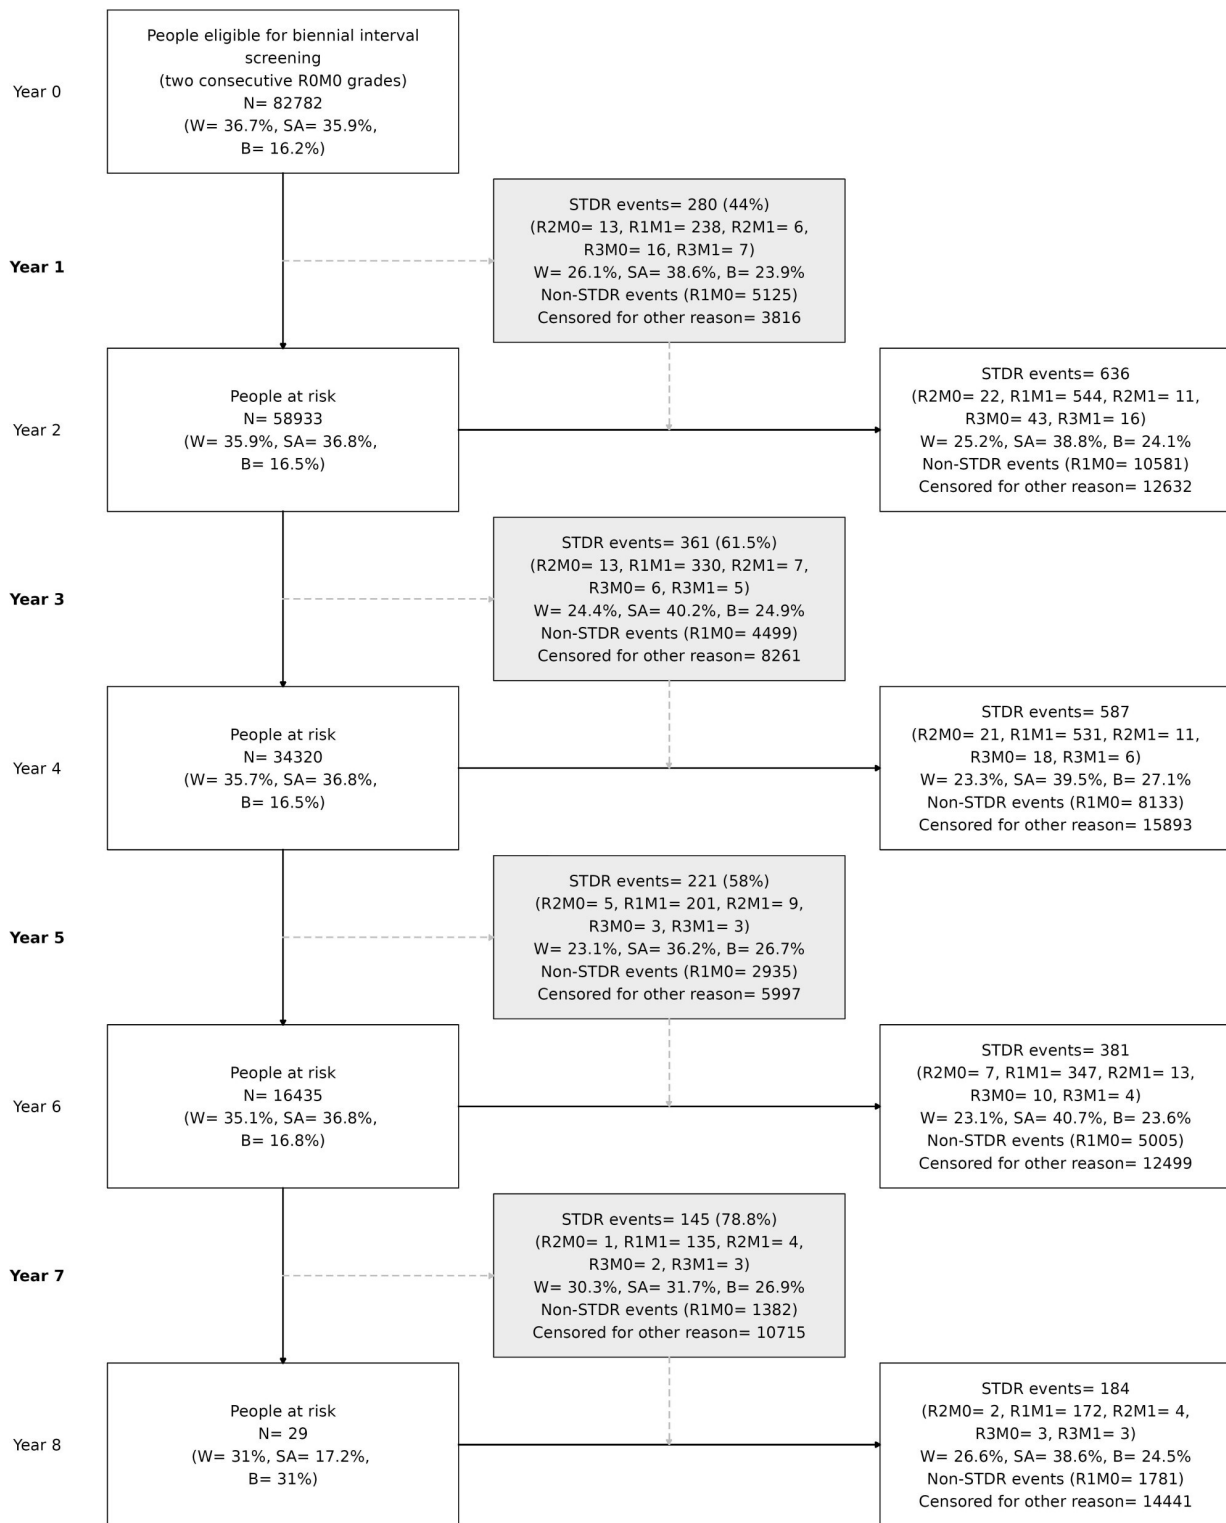 People eligible for biennial interval
screening
(two consecutive R0M0 grades)
N= 82782
(W= 36.7%, SA= 35.9%,
B= 16.2%)
Year 0
STDR events= 280 (44%)
(R2M0= 13, R1M1= 238, R2M1= 6,
R3M0= 16, R3M1= 7)
W= 26.1%, SA= 38.6%, B= 23.9%
Non-STDR events (R1M0= 5125)
Censored for other reason= 3816
Year 1
People at risk
N= 58933
(W= 35.9%, SA= 36.8%,
B= 16.5%)
Year 2
STDR events= 636
(R2M0= 22, R1M1= 544, R2M1= 11,
R3M0= 43, R3M1= 16)
W= 25.2%, SA= 38.8%, B= 24.1%
Non-STDR events (R1M0= 10581)
Censored for other reason= 12632
STDR events= 361 (61.5%)
(R2M0= 13, R1M1= 330, R2M1= 7,
R3M0= 6, R3M1= 5)
W= 24.4%, SA= 40.2%, B= 24.9%
Non-STDR events (R1M0= 4499)
Censored for other reason= 8261
Year 3
People at risk
N= 34320
(W= 35.7%, SA= 36.8%,
B= 16.5%)
Year 4
STDR events= 587
(R2M0= 21, R1M1= 531, R2M1= 11,
R3M0= 18, R3M1= 6)
W= 23.3%, SA= 39.5%, B= 27.1%
Non-STDR events (R1M0= 8133)
Censored for other reason= 15893
STDR events= 221 (58%)
(R2M0= 5, R1M1= 201, R2M1= 9,
R3M0= 3, R3M1= 3)
W= 23.1%, SA= 36.2%, B= 26.7%
Non-STDR events (R1M0= 2935)
Censored for other reason= 5997
Year 5
People at risk
N= 16435
(W= 35.1%, SA= 36.8%,
B= 16.8%)
Year 6
STDR events= 381
(R2M0= 7, R1M1= 347, R2M1= 13,
R3M0= 10, R3M1= 4)
W= 23.1%, SA= 40.7%, B= 23.6%
Non-STDR events (R1M0= 5005)
Censored for other reason= 12499
STDR events= 145 (78.8%)
(R2M0= 1, R1M1= 135, R2M1= 4,
R3M0= 2, R3M1= 3)
W= 30.3%, SA= 31.7%, B= 26.9%
Non-STDR events (R1M0= 1382)
Censored for other reason= 10715
Year 7
People at risk
N= 29
(W= 31%, SA= 17.2%,
B= 31%)
Year 8
STDR events= 184
(R2M0= 2, R1M1= 172, R2M1= 4,
R3M0= 3, R3M1= 3)
W= 26.6%, SA= 38.6%, B= 24.5%
Non-STDR events (R1M0= 1781)
Censored for other reason= 14441